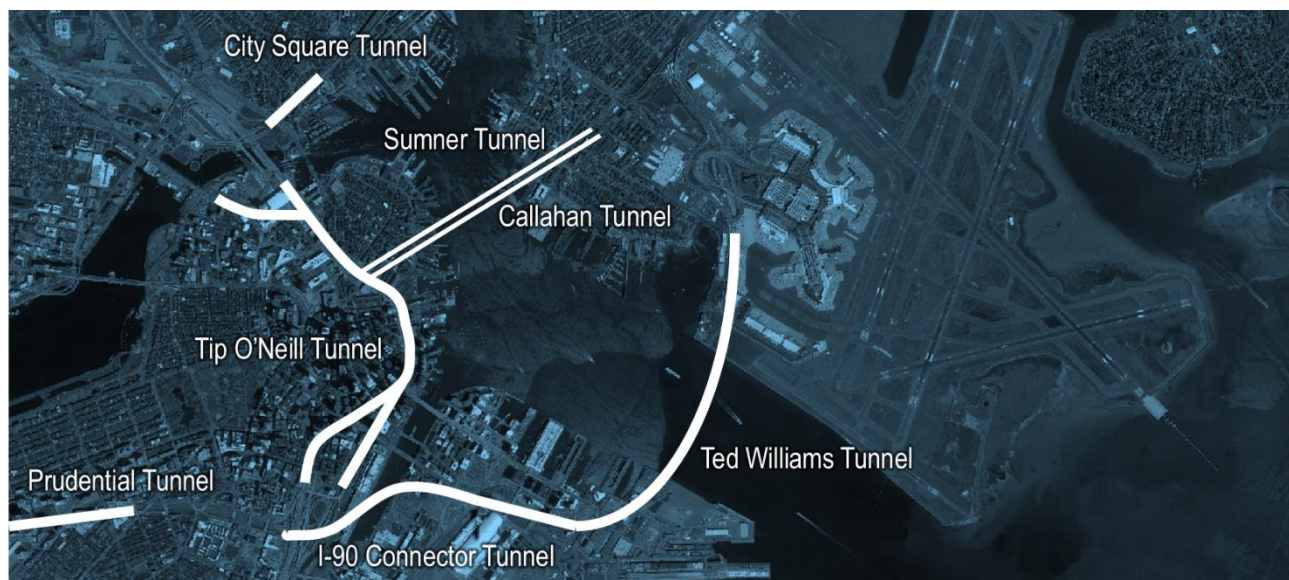 City Square Tunnel
Sumner Tunnel
Callahan Tunnel
Tip O'Neill Tunnel
Ted Williams Tunnel
Prudential Tunnel
I-90 Connector Tunnel